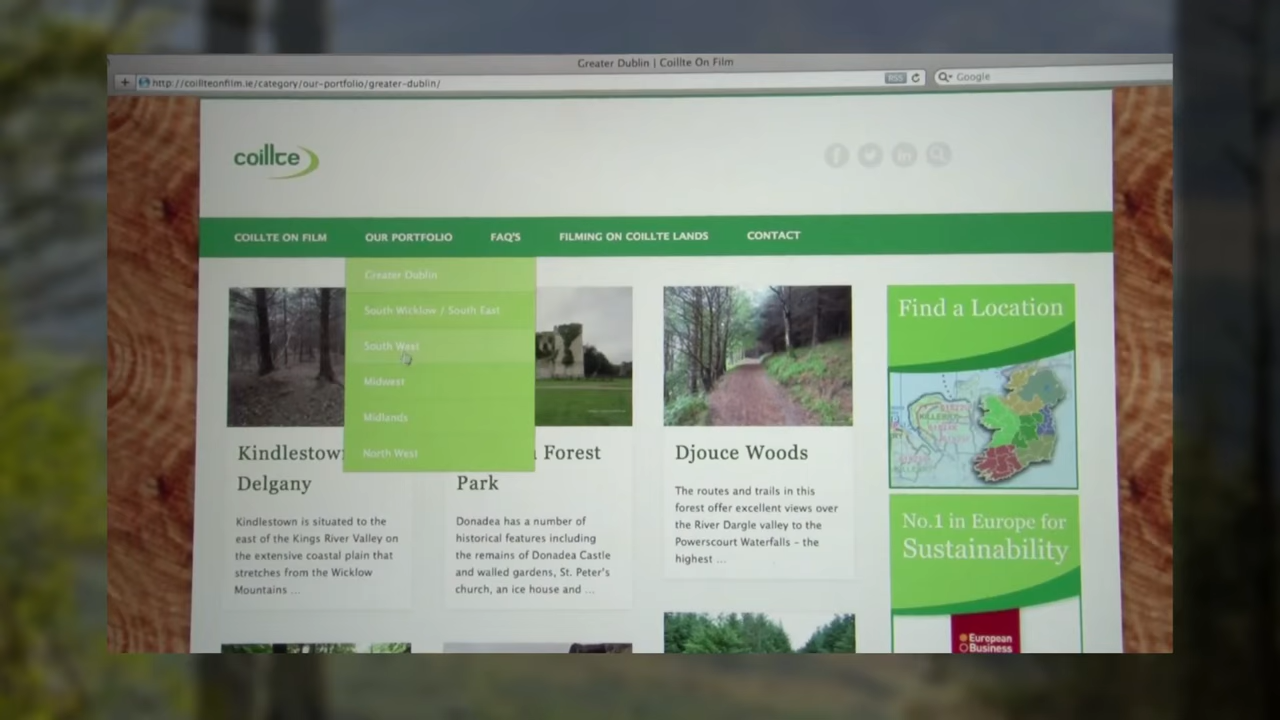 Greater Dublin | Coillte On Film
http://coillteonfilm.ie/category/our-portfolio/greater-dublin/
RSS
Google
coillte
COILLTE ON FILM
OUR PORTFOLIO
FAQ'S
FILMING ON COILLTE LANDS
CONTACT
Greater Dublin
South Wicklow / South East
South West
Midwest
Midlands
North West
Kindlestown
Delgany
Kindlestown is situated to the
east of the Kings River Valley on
the extensive coastal plain that
stretches from the Wicklow
Mountains ...
Forest
Park
Donadea has a number of
historical features including
the remains of Donadea Castle
and walled gardens, St. Peter's
church, an ice house and ...
Djouce Woods
The routes and trails in this
forest offer excellent views over
the River Dargle valley to the
Powerscourt Waterfalls – the
highest ...
Find a Location
No.1 in Europe for
Sustainability
European
Business